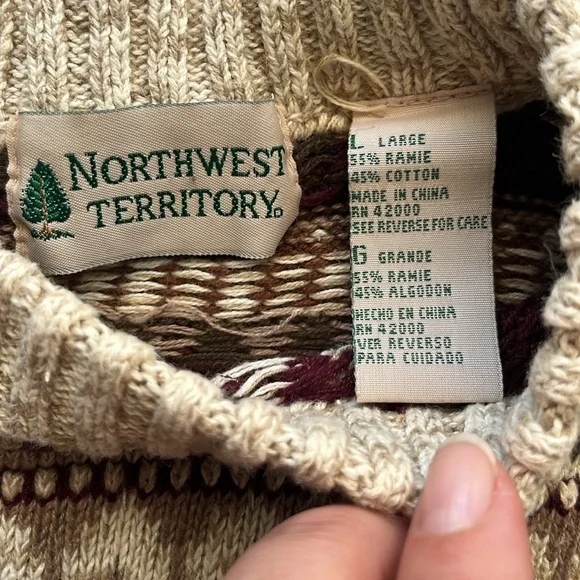 NORTHWEST
TERRITORY
L LARGE
55% RAMIE
45% COTTON
MADE IN CHINA
RN 42000
SEE REVERSE FOR CARE
G GRANDE
55% RAMIE
45% ALGODON
HECHO EN CHINA
RN 42000
VER REVERSO
PARA CUIDADO